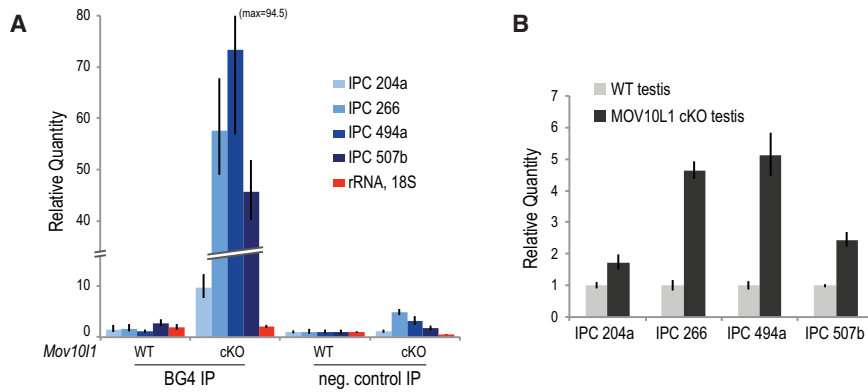 A
Relative Quantity
80
70
60
50
40
10
0
(max=94.5)
IPC 204a
IPC 266
IPC 494a
IPC 507b
rRNA, 18S
Mov10l1 WT cKO WT cKO
BG4 IP neg. control IP
B
WT testis
MOV10L1 cKO testis
Relative Quantity
7
6
5
4
3
2
1
0
IPC 204a IPC 266 IPC 494a IPC 507b